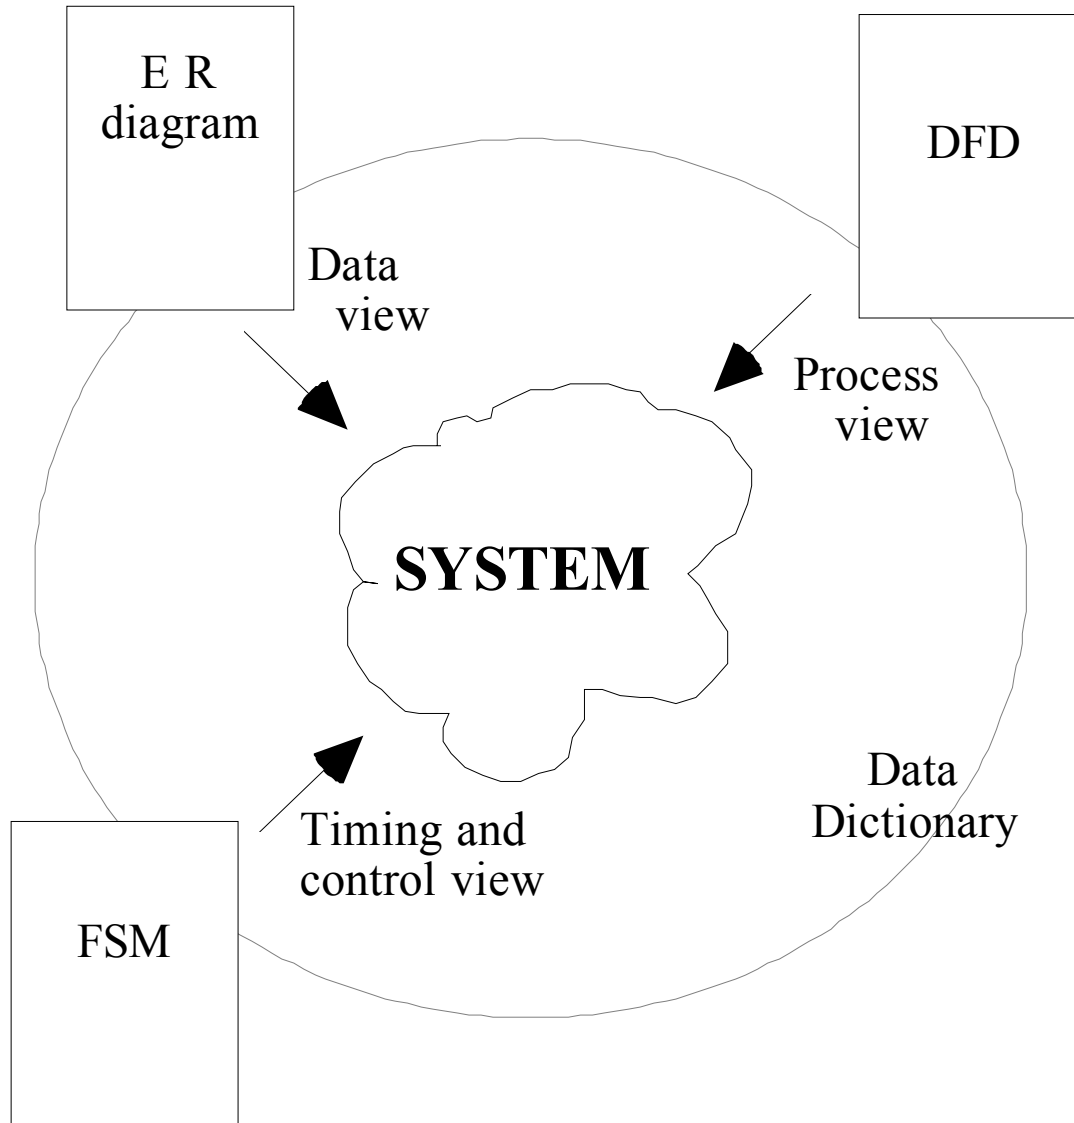 E R
diagram
DFD
Data
view
Process
view
SYSTEM
Data
Dictionary
Timing and
control view
FSM